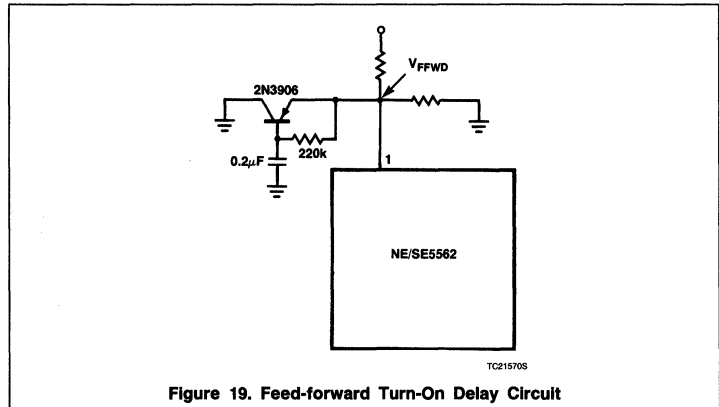 V_FFWD
2N3906
220k
0.2μF
1
NE/SE5562
TC21570S
Figure 19. Feed-forward Turn-On Delay Circuit